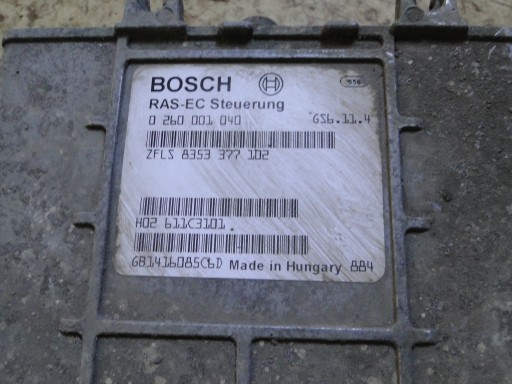 BOSCH
RAS-EC Steuerung
0 260 001 040 GS6.11.4
ZFLS 8353 377 102
H02 611C3101
GB1416085C6D Made in Hungary 884